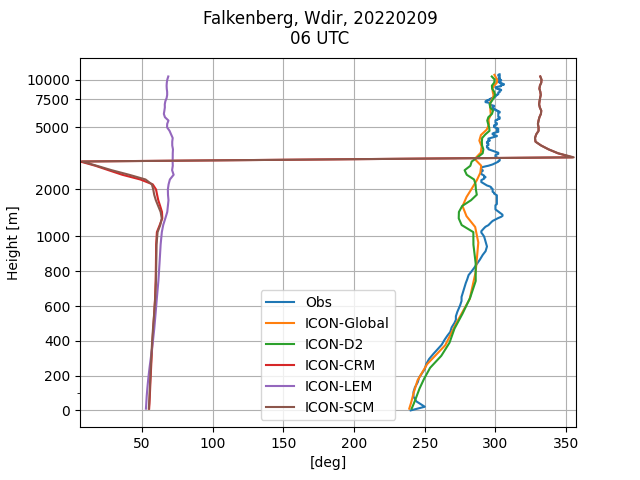 Falkenberg, Wdir, 20220209
06 UTC
10000
7500
5000
2000
1000
800
600
400
200
0
Height [m]
Obs
ICON-Global
ICON-D2
ICON-CRM
ICON-LEM
ICON-SCM
50 100 150 200 250 300 350
[deg]